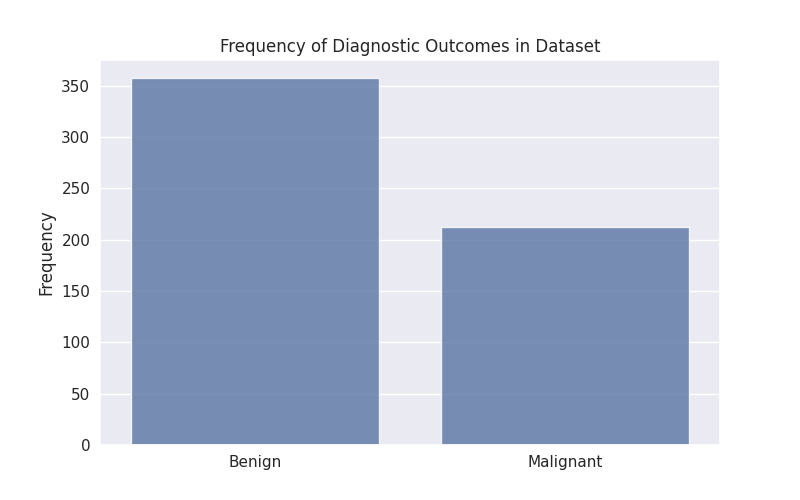 Frequency of Diagnostic Outcomes in Dataset
350
300
250
200
150
100
50
0
Frequency
Benign Malignant